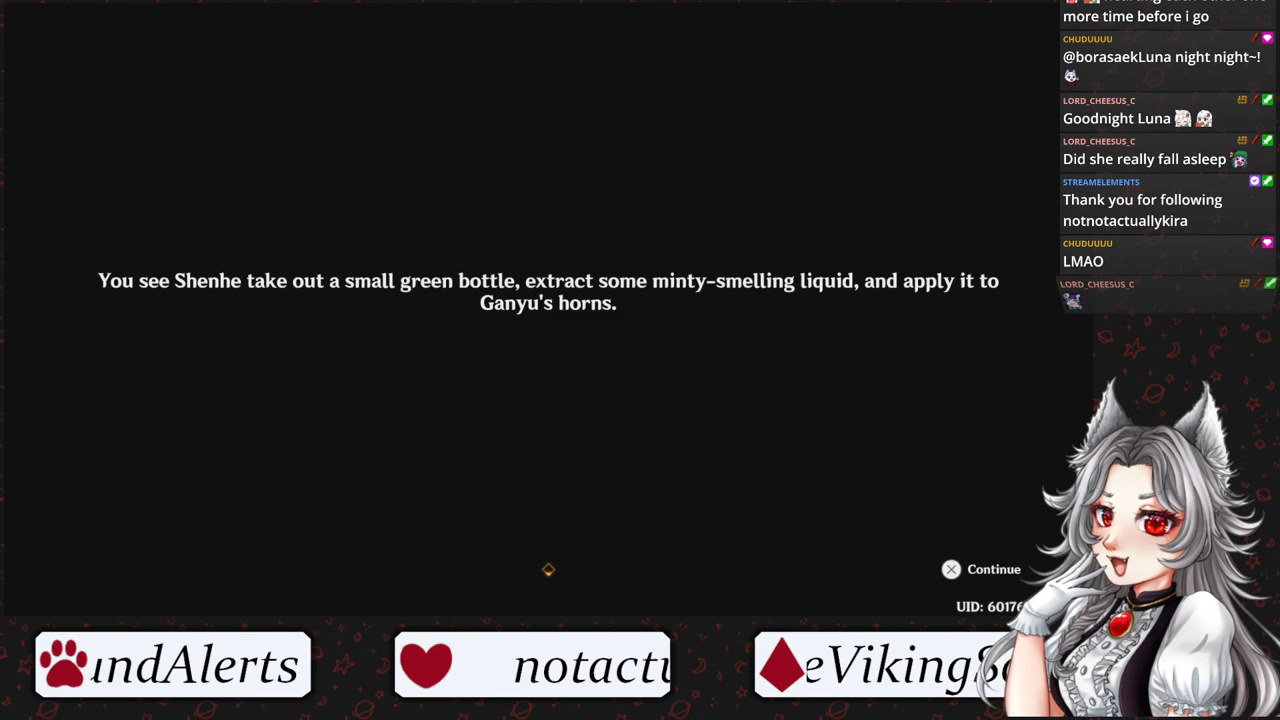 more time before i go
CHUDUUUU
@borasaekLuna night night~!
LORD_CHEESUS_C
Goodnight Luna
LORD_CHEESUS_C
Did she really fall asleep
STREAMELEMENTS
Thank you for following
notnotactuallykira
CHUDUUUU
LMAO
LORD_CHEESUS_C
You see Shenhe take out a small green bottle, extract some minty-smelling liquid, and apply it to
Ganyu's horns.
Continue
UID: 60176
undAlerts
notactu
eVikingS